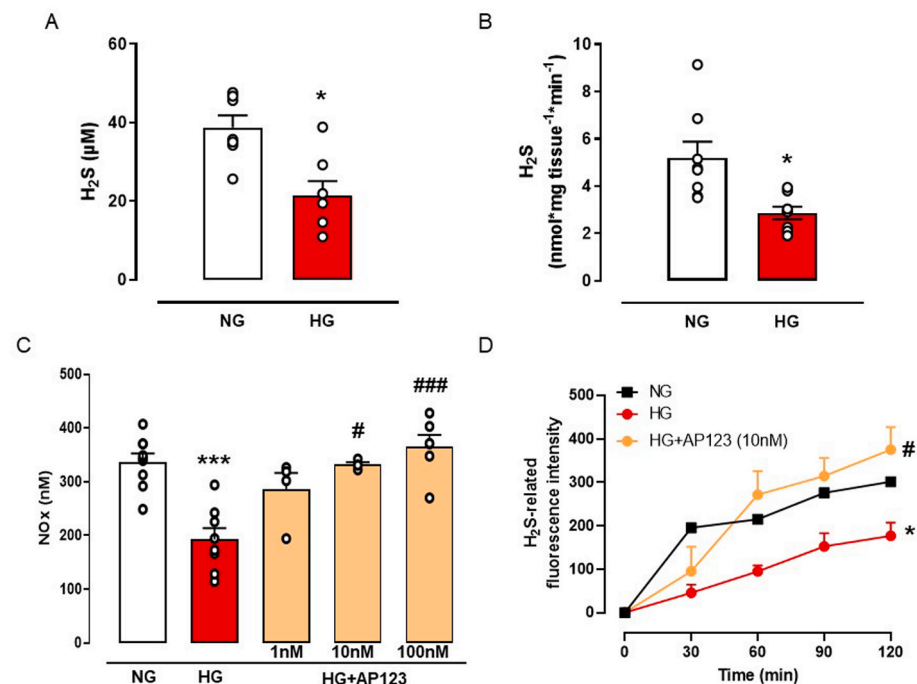 A
60
40
20
0
H₂S (µM)
*
NG HG
B
10
8
6
4
2
0
H₂S
(nmol*mg tissue⁻¹*min⁻¹)
*
NG HG
C
500
400
300
200
100
0
NOx (nM)
***
#
###
1nM 10nM 100nM
NG HG HG+AP123
D
NG
HG
HG+AP123 (10nM)
500
400
300
200
100
0
H₂S-related
fluorescence intensity
#
*
0 30 60 90 120
Time (min)